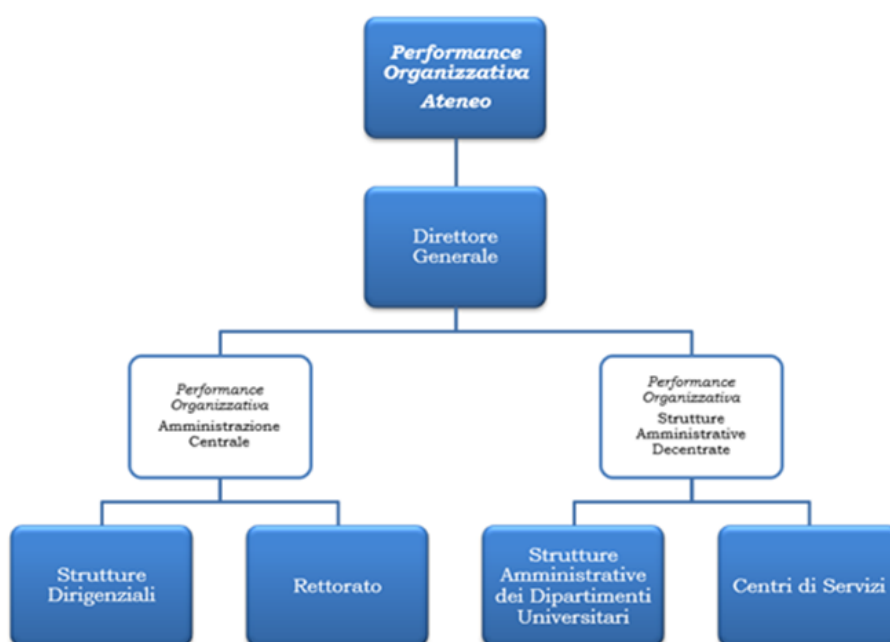 Performance
Organizzativa
Ateneo
Direttore
Generale
Performance
Organizzativa
Amministrazione
Centrale
Performance
Organizzativa
Strutture
Amministrative
Decentrate
Strutture
Dirigenziali
Rettorato
Strutture
Amministrative
dei Dipartimenti
Universitari
Centri di Servizi